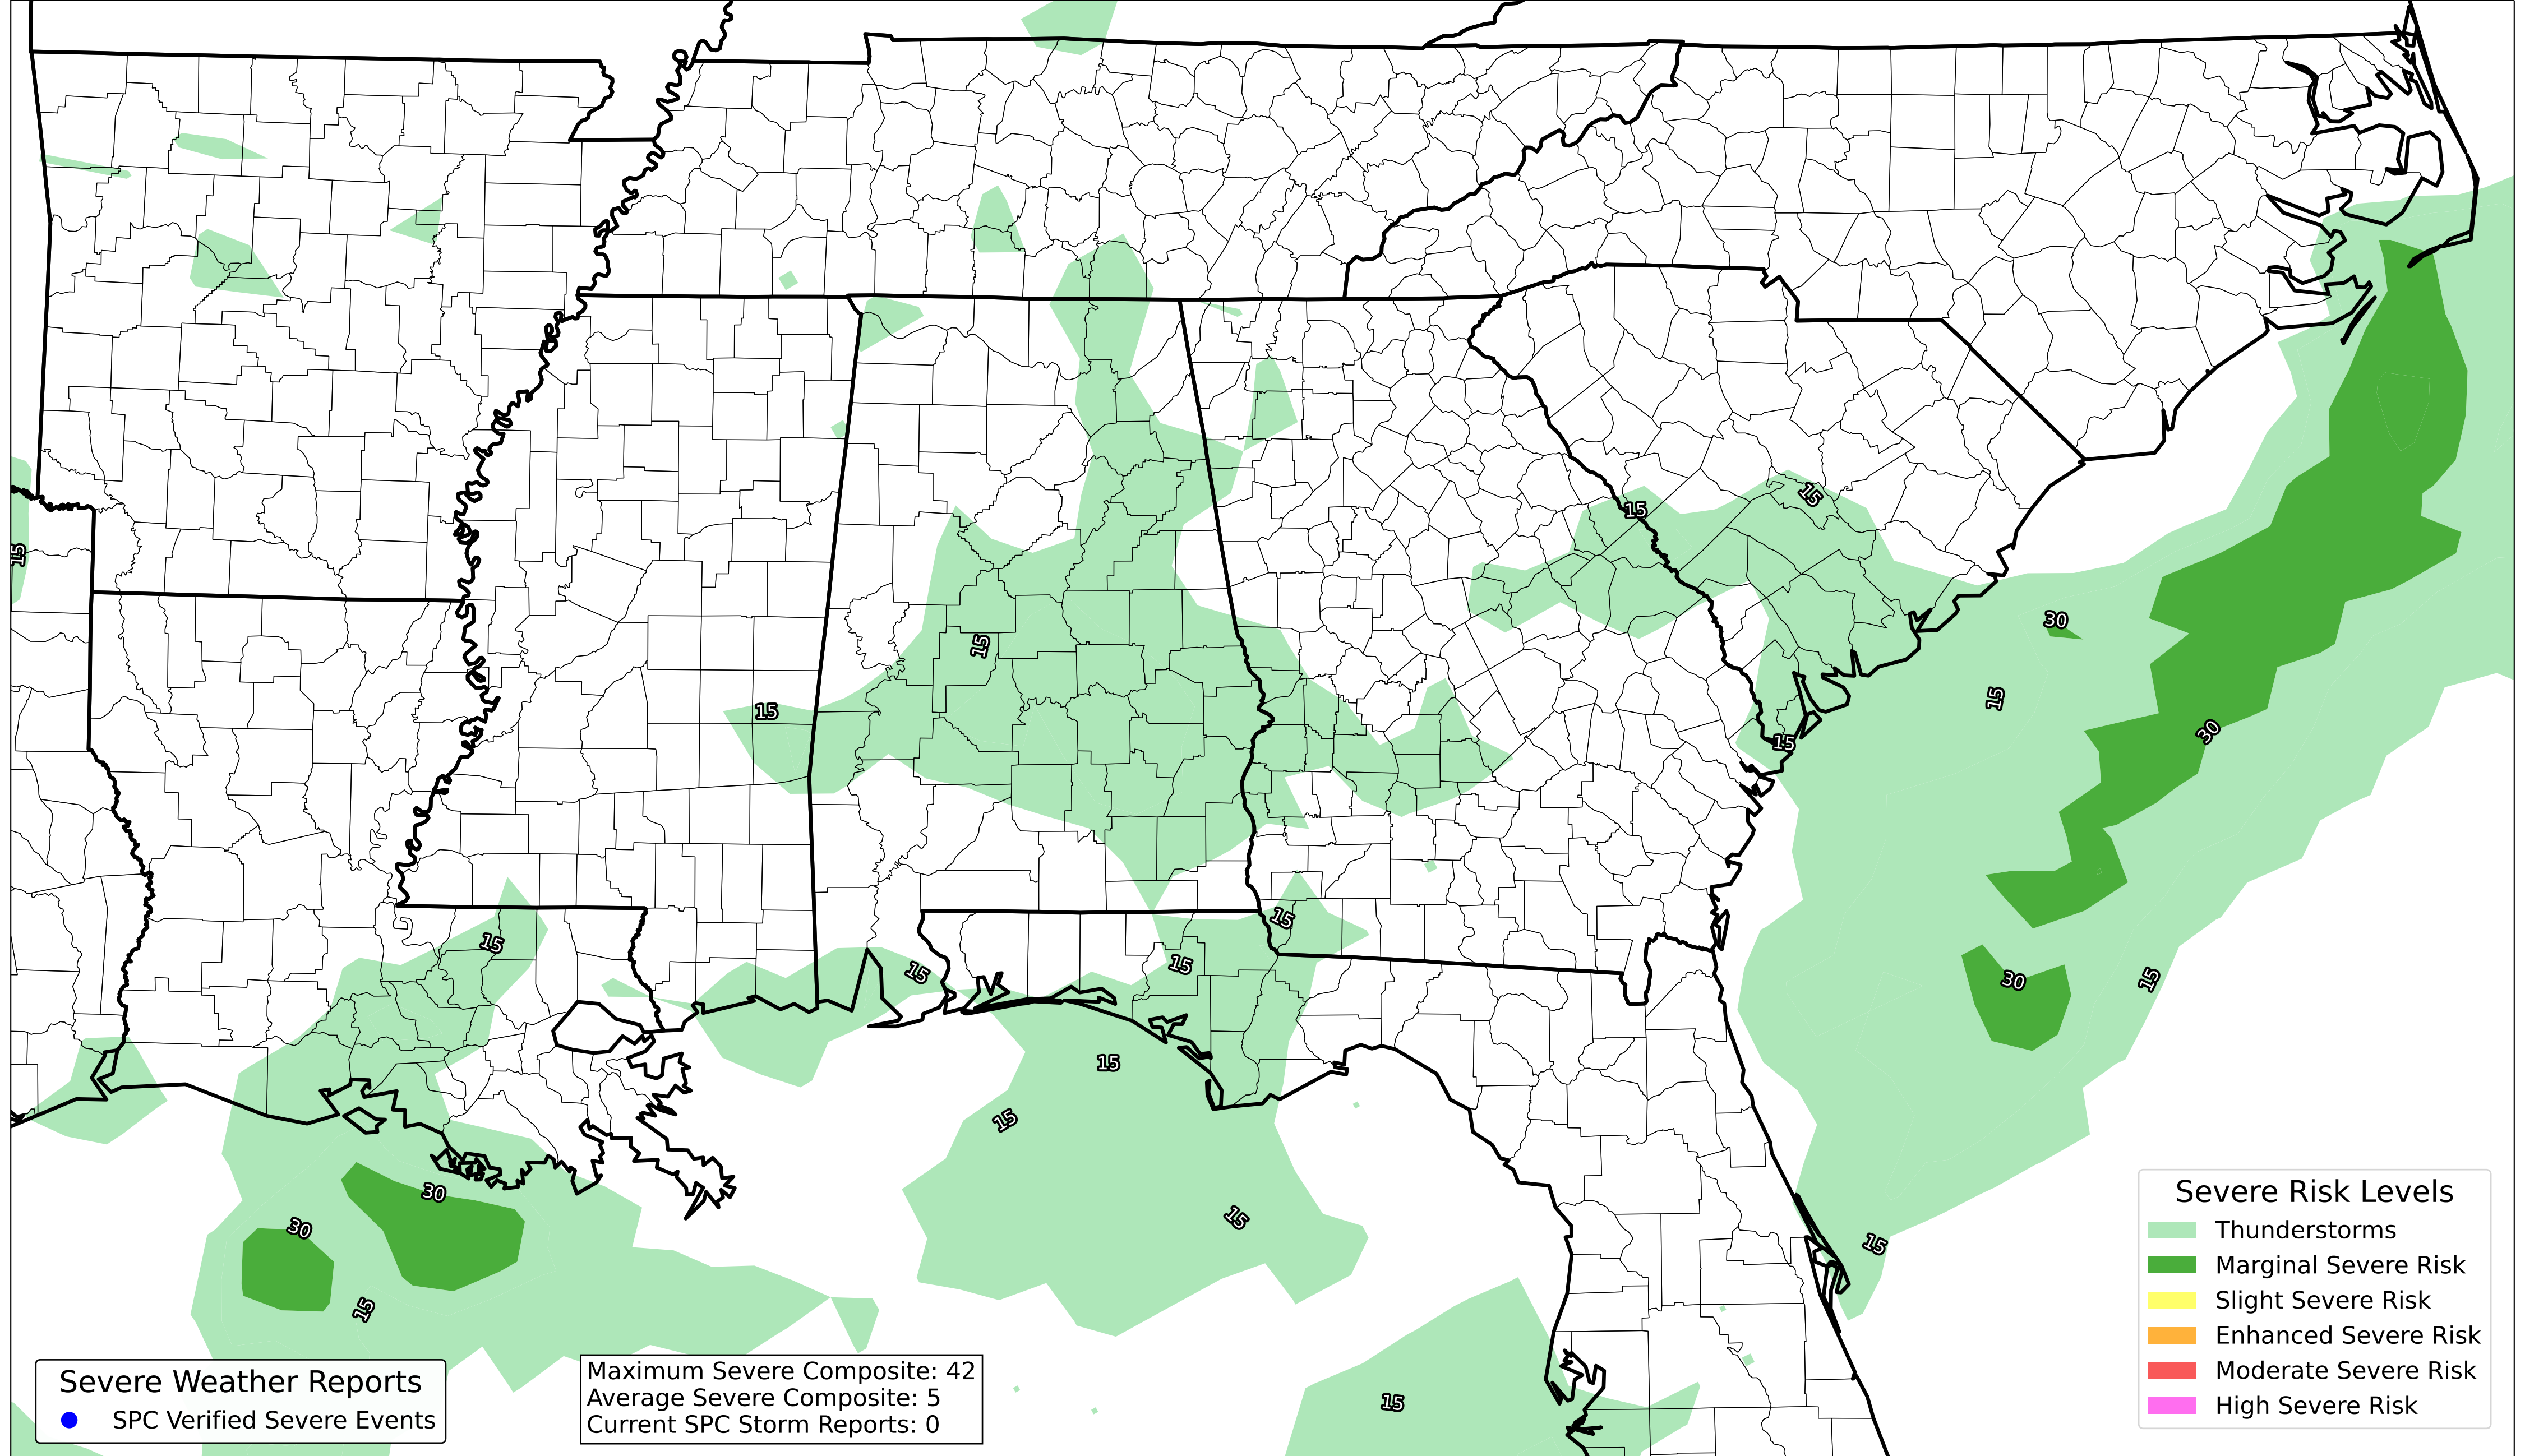 15
15
15
30
15
15
15
30
15
15
15
15
15
30
15
15
15
30
30
15
15
15
15
Severe Risk Levels
Thunderstorms
Marginal Severe Risk
Slight Severe Risk
Enhanced Severe Risk
Moderate Severe Risk
High Severe Risk
Severe Weather Reports
SPC Verified Severe Events
Maximum Severe Composite: 42
Average Severe Composite: 5
Current SPC Storm Reports: 0